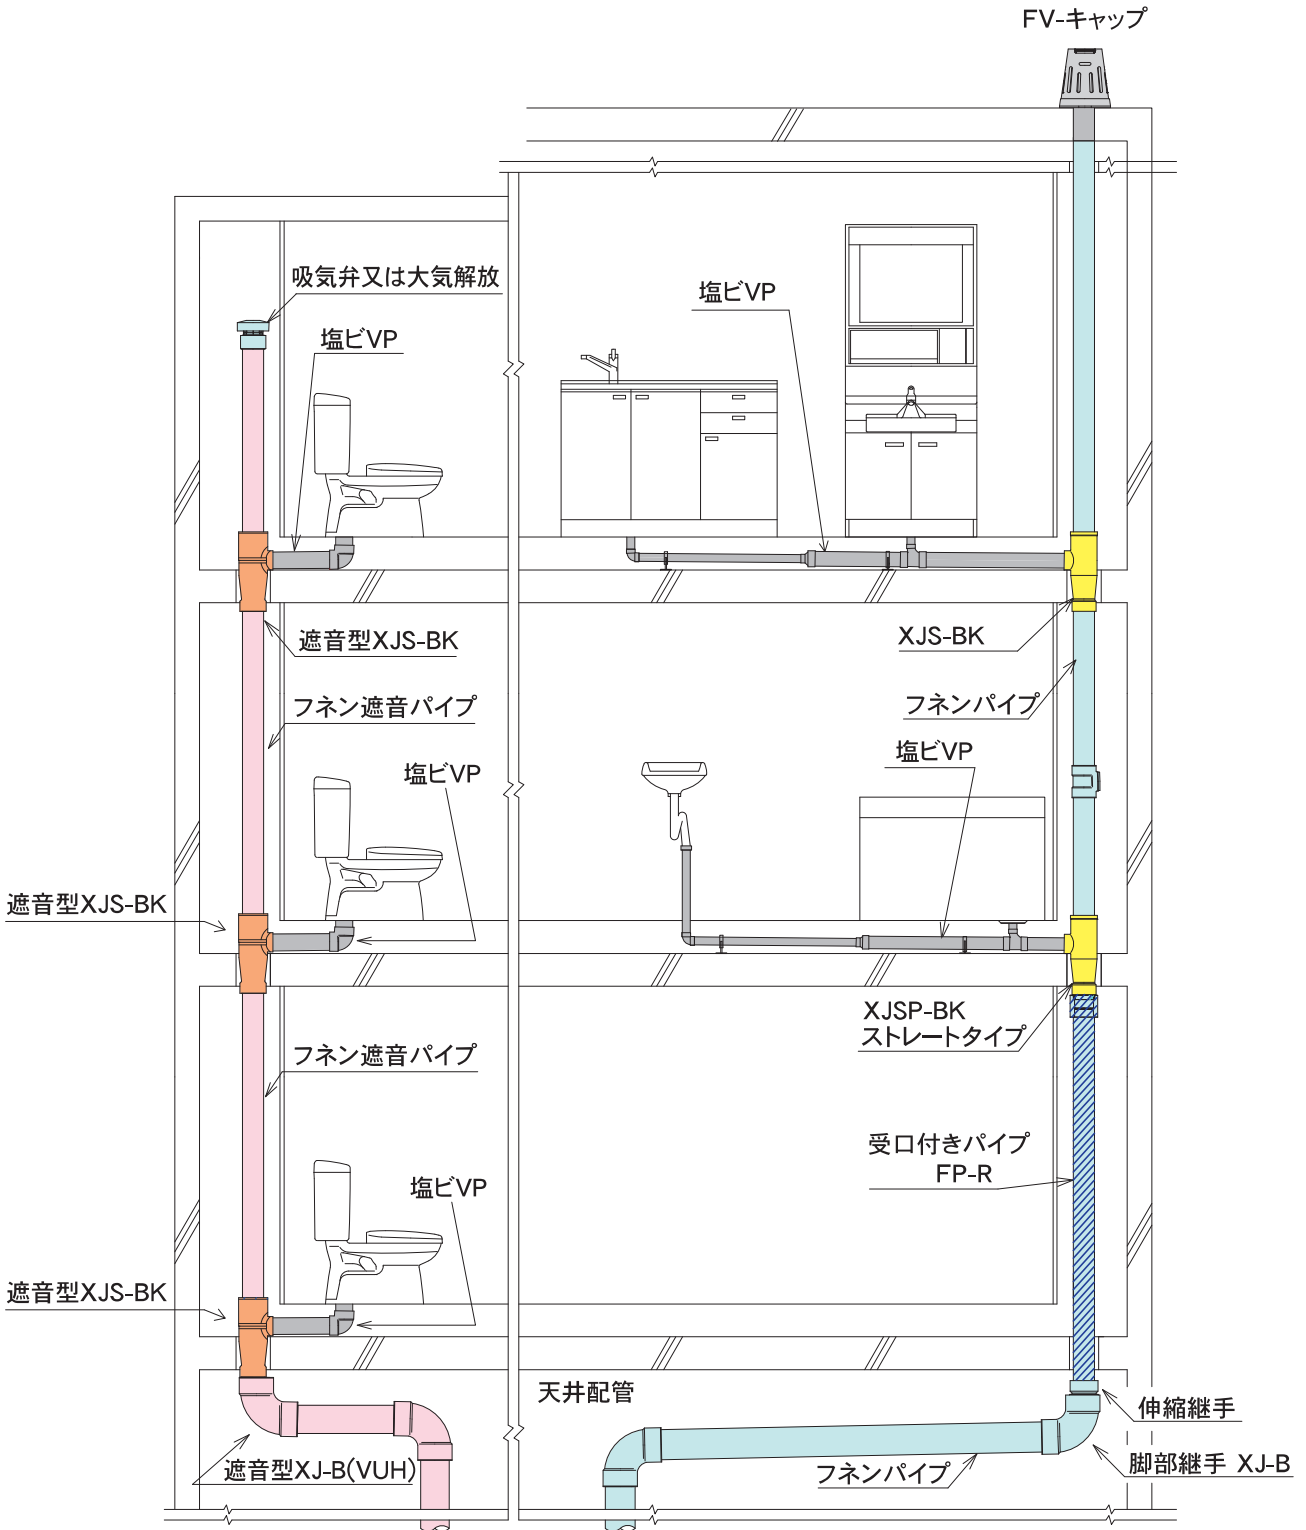 FV-キャップ
吸気弁又は大気解放
塩ビVP
塩ビVP
遮音型XJS-BK
XJS-BK
フネン遮音パイプ
フネンパイプ
塩ビVP
塩ビVP
遮音型XJS-BK
XJSP-BK
ストレートタイプ
フネン遮音パイプ
受口付きパイプ
FP-R
塩ビVP
遮音型XJS-BK
天井配管
伸縮継手
遮音型XJ-B(VUH)
フネンパイプ
脚部継手 XJ-B